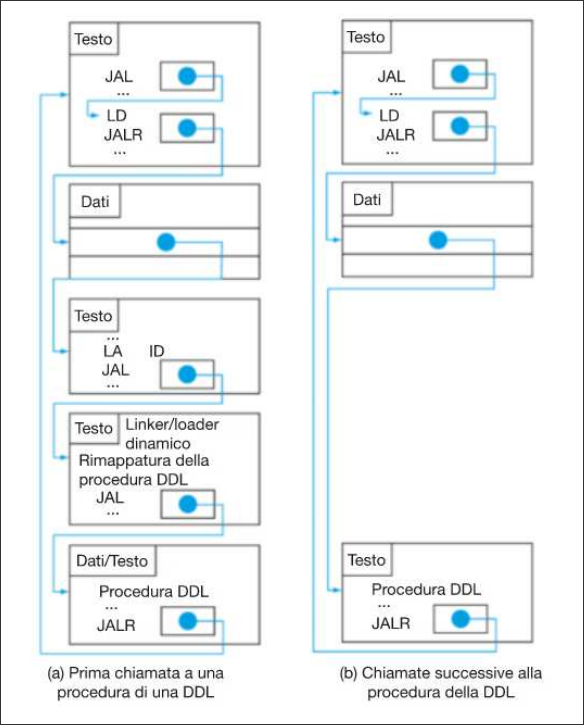 Testo
JAL
...
LD
JALR
...
Dati
Testo
...
LA ID
JAL
...
Testo Linker/loader
dinamico
Rimappatura della
procedura DDL
JAL
...
Dati/Testo
Procedura DDL
...
JALR
(a) Prima chiamata a una
procedura di una DDL
Testo
JAL
...
LD
JALR
...
Dati
Testo
Procedura DDL
...
JALR
(b) Chiamate successive alla
procedura della DDL